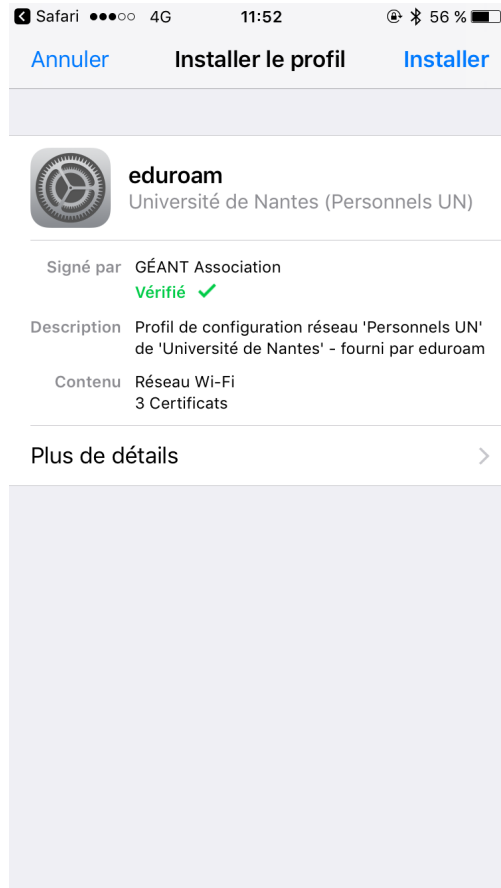 Safari 4G 11:52 56 %
Annuler Installer le profil Installer
eduroam
Université de Nantes (Personnels UN)
Signé par GÉANT Association
Vérifié
Description Profil de configuration réseau 'Personnels UN'
de 'Université de Nantes' - fourni par eduroam
Contenu Réseau Wi-Fi
3 Certificats
Plus de détails